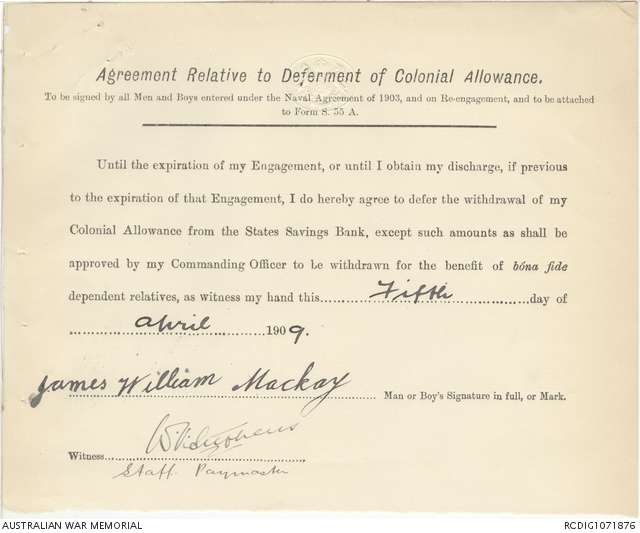 Agreement Relative to Deferment of Colonial Allowance.
To be signed by all Men and Boys entered under the Naval Agreement of 1903, and on Re-engagement, and to be attached
to Form S. 55 A.
Until the expiration of my Engagement, or until I obtain my discharge, if previous
to the expiration of that Engagement, I do hereby agree to defer the withdrawal of my
Colonial Allowance from the States Savings Bank, except such amounts as shall be
approved by my Commanding Officer to be withdrawn for the benefit of bóna fide
dependent relatives, as witness my hand this Fifth day of
April 1909.
James William Mackay Man or Boy's Signature in full, or Mark.
Witness
Staff Paymaster
AUSTRALIAN WAR MEMORIAL
RCDIG1071876